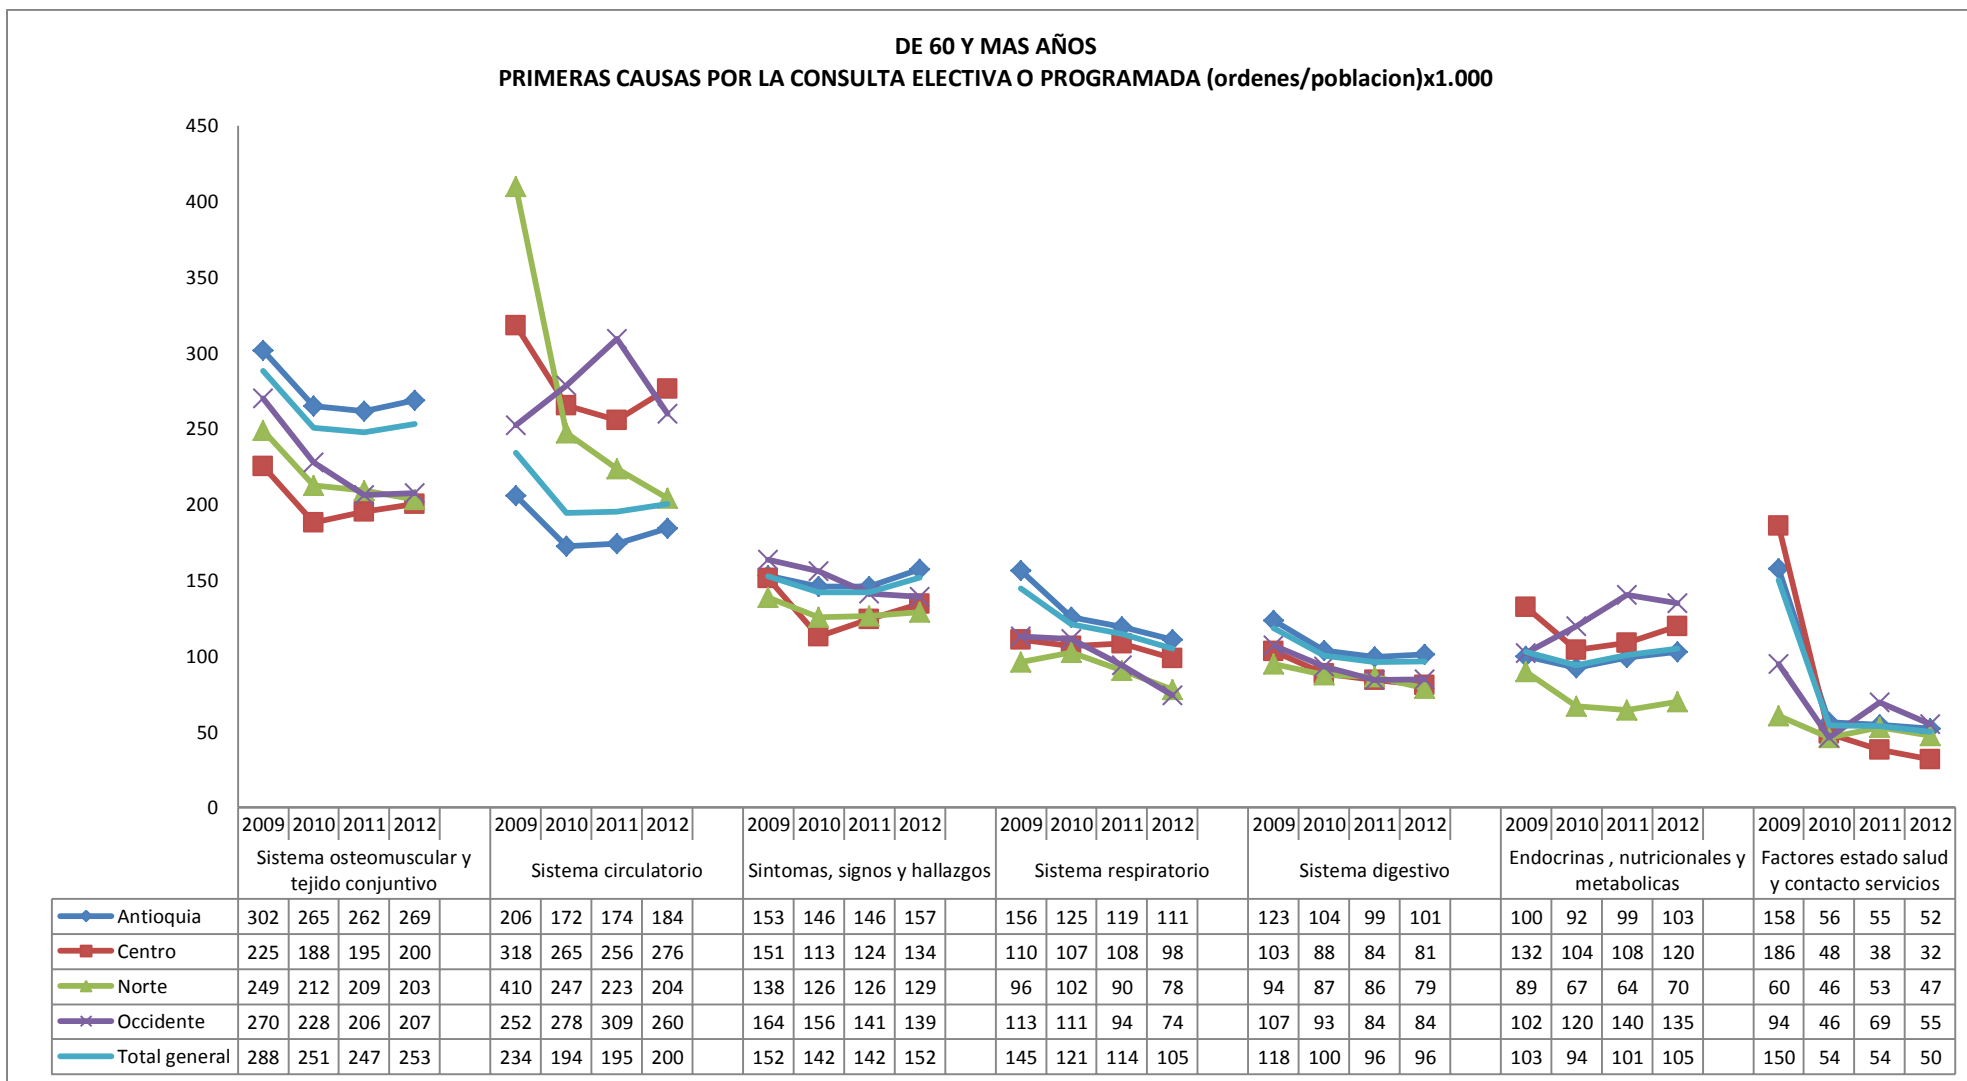 DE 60 Y MAS AÑOS
PRIMERAS CAUSAS POR LA CONSULTA ELECTIVA O PROGRAMADA (ordenes/poblacion)x1.000
450
400
350
300
250
200
150
100
50
0
2009 2010 2011 2012 2009 2010 2011 2012 2009 2010 2011 2012 2009 2010 2011 2012 2009 2010 2011 2012 2009 2010 2011 2012 2009 2010 2011 2012
Sistema osteomuscular y
tejido conjuntivo
Sistema circulatorio
Sintomas, signos y hallazgos
Sistema respiratorio
Sistema digestivo
Endocrinas , nutricionales y
metabolicas
Factores estado salud
y contacto servicios
Antioquia 302 265 262 269 206 172 174 184 153 146 146 157 156 125 119 111 123 104 99 101 100 92 99 103 158 56 55 52
Centro 225 188 195 200 318 265 256 276 151 113 124 134 110 107 108 98 103 88 84 81 132 104 108 120 186 48 38 32
Norte 249 212 209 203 410 247 223 204 138 126 126 129 96 102 90 78 94 87 86 79 89 67 64 70 60 46 53 47
Occidente 270 228 206 207 252 278 309 260 164 156 141 139 113 111 94 74 107 93 84 84 102 120 140 135 94 46 69 55
Total general 288 251 247 253 234 194 195 200 152 142 142 152 145 121 114 105 118 100 96 96 103 94 101 105 150 54 54 50